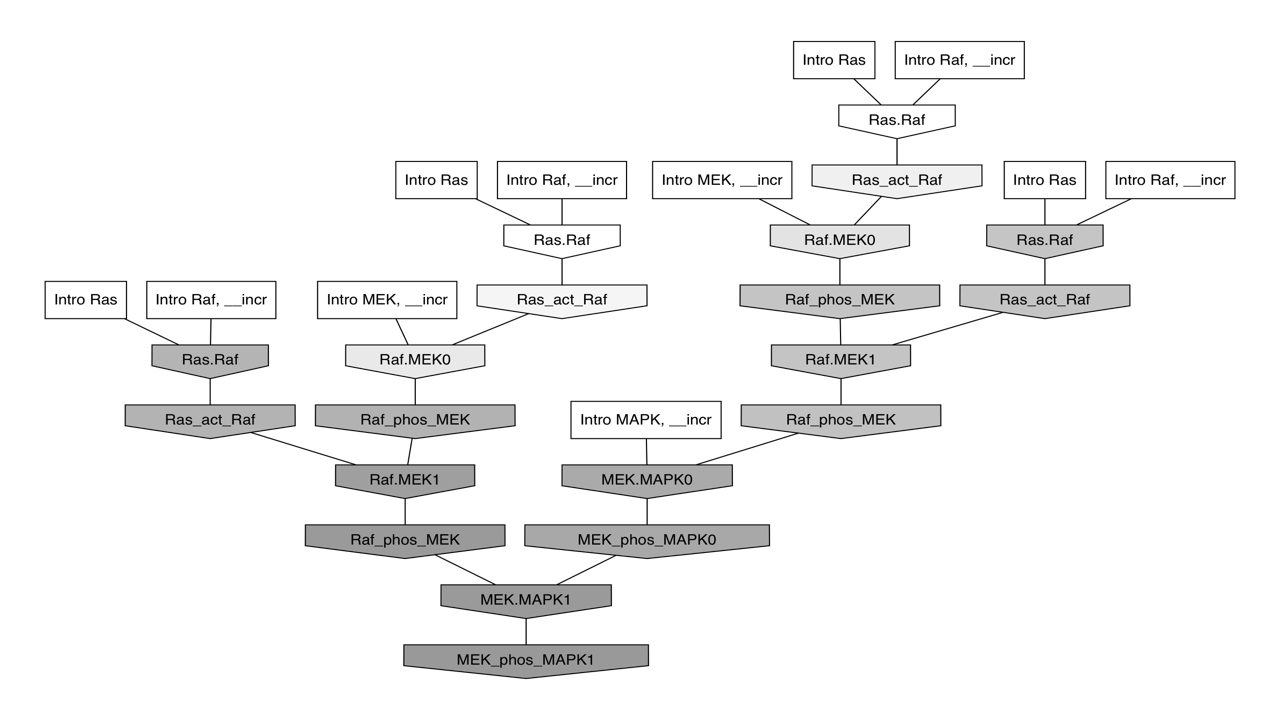 Intro Ras
Intro Raf, __incr
Ras.Raf
Intro Ras
Intro Raf, __incr
Intro MEK, __incr
Ras_act_Raf
Intro Ras
Intro Raf, __incr
Ras.Raf
Raf.MEK0
Ras.Raf
Intro Ras
Intro Raf, __incr
Intro MEK, __incr
Ras_act_Raf
Raf_phos_MEK
Ras_act_Raf
Ras.Raf
Raf.MEK0
Raf.MEK1
Ras_act_Raf
Raf_phos_MEK
Intro MAPK, __incr
Raf_phos_MEK
Raf.MEK1
MEK.MAPK0
Raf_phos_MEK
MEK_phos_MAPK0
MEK.MAPK1
MEK_phos_MAPK1